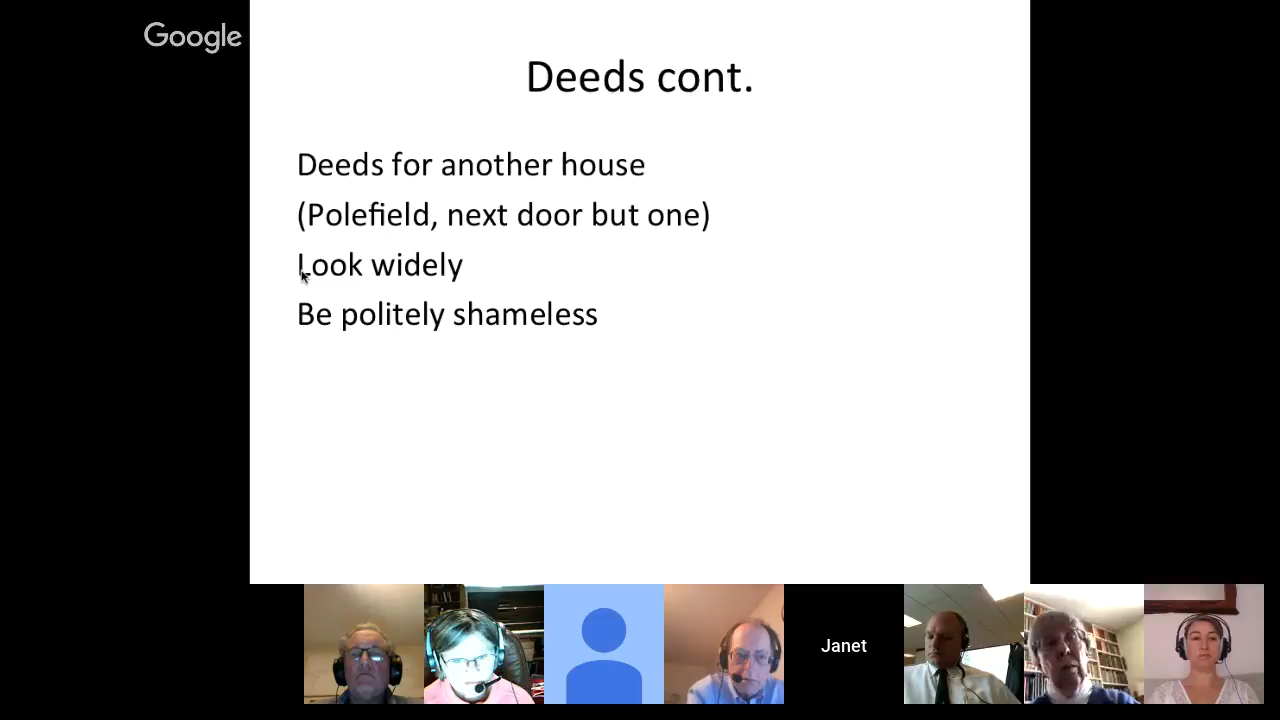 Google
Deeds cont.
Deeds for another house
(Polefield, next door but one)
Look widely
Be politely shameless
Janet